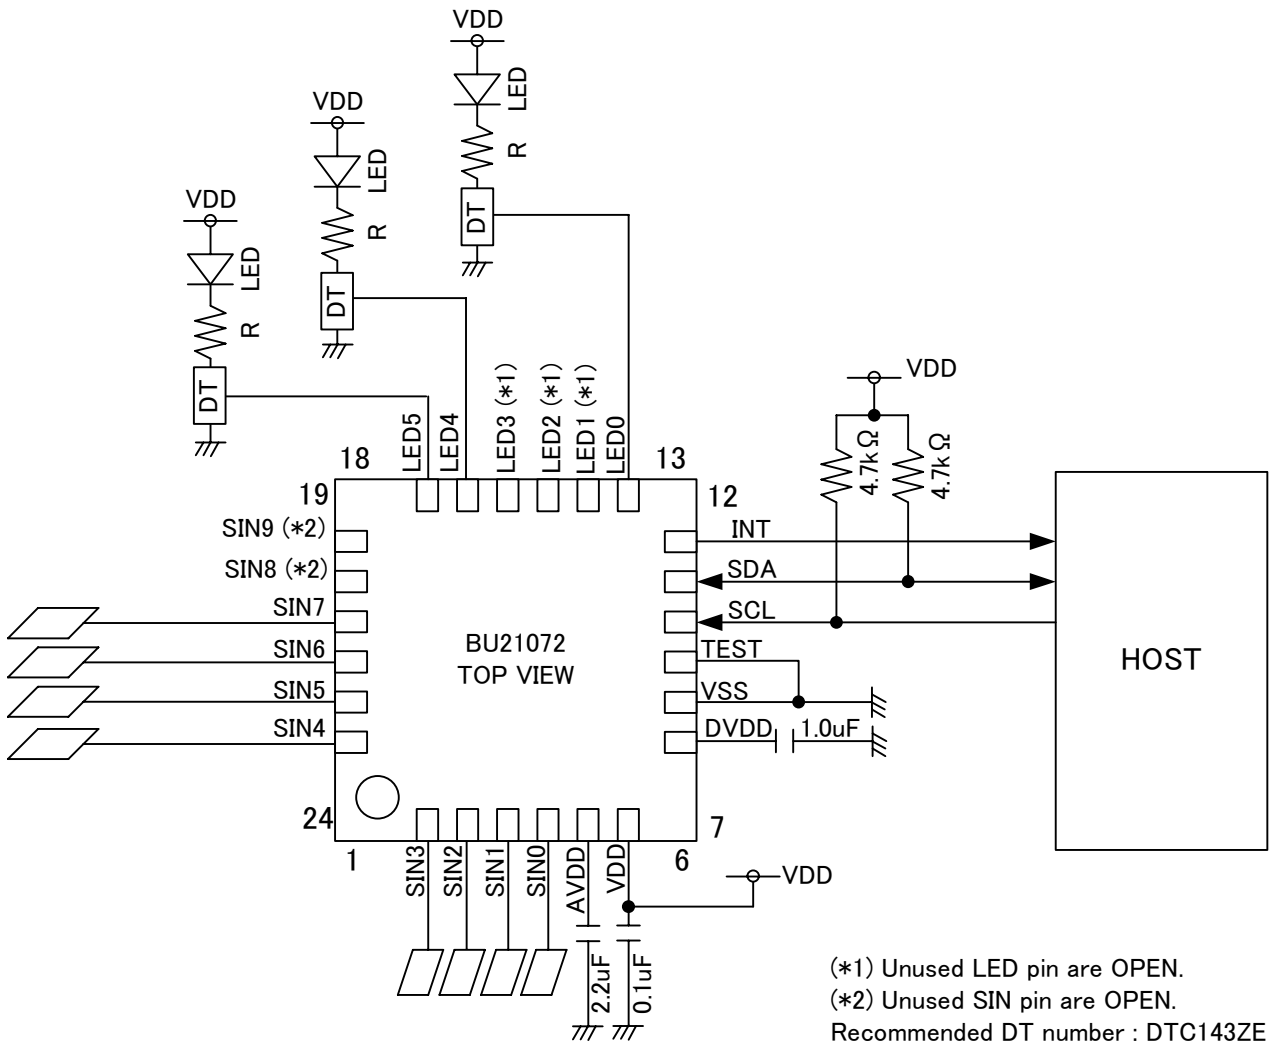 VDD
LED
R
DT
VDD
LED
R
DT
VDD
LED
R
DT
LED5
LED4
LED3 (*1)
LED2 (*1)
LED1 (*1)
LED0
18
13
19
12
SIN9 (*2)
SIN8 (*2)
SIN7
SIN6
SIN5
SIN4
24
1
BU21072
TOP VIEW
VDD
4.7kΩ
4.7kΩ
INT
SDA
SCL
TEST
VSS
DVDD
1.0uF
HOST
7
6
SIN3
SIN2
SIN1
SIN0
AVDD
VDD
VDD
2.2uF
0.1uF
(*1) Unused LED pin are OPEN.
(*2) Unused SIN pin are OPEN.
Recommended DT number : DTC143ZE